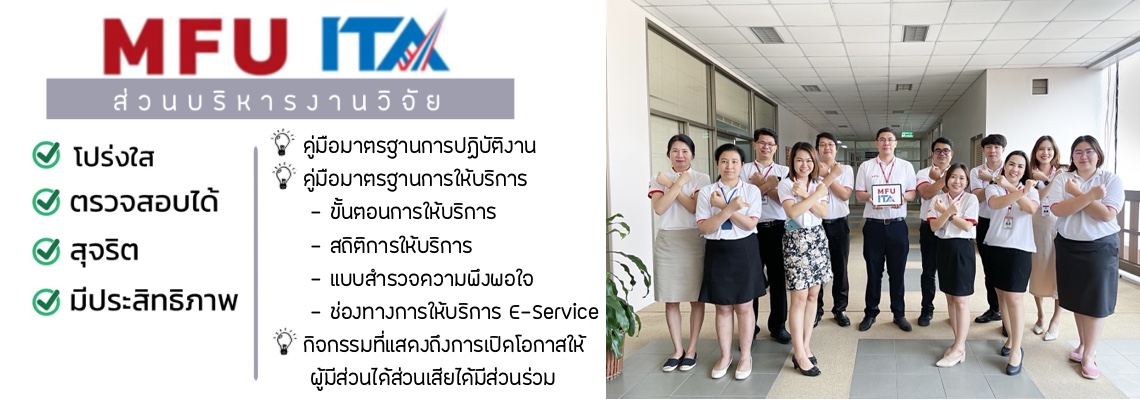 MFU ITA
ส่วนบริหารงานวิจัย
โปร่งใส
ตรวจสอบได้
สุจริต
มีประสิทธิภาพ
คู่มือมาตรฐานการปฏิบัติงาน
คู่มือมาตรฐานการให้บริการ
- ขั้นตอนการให้บริการ
- สถิติการให้บริการ
- แบบสำรวจความพึงพอใจ
- ช่องทางการให้บริการ E-Service
กิจกรรมที่แสดงถึงการเปิดโอกาสให้
ผู้มีส่วนได้ส่วนเสียได้มีส่วนร่วม
MFU
ITA